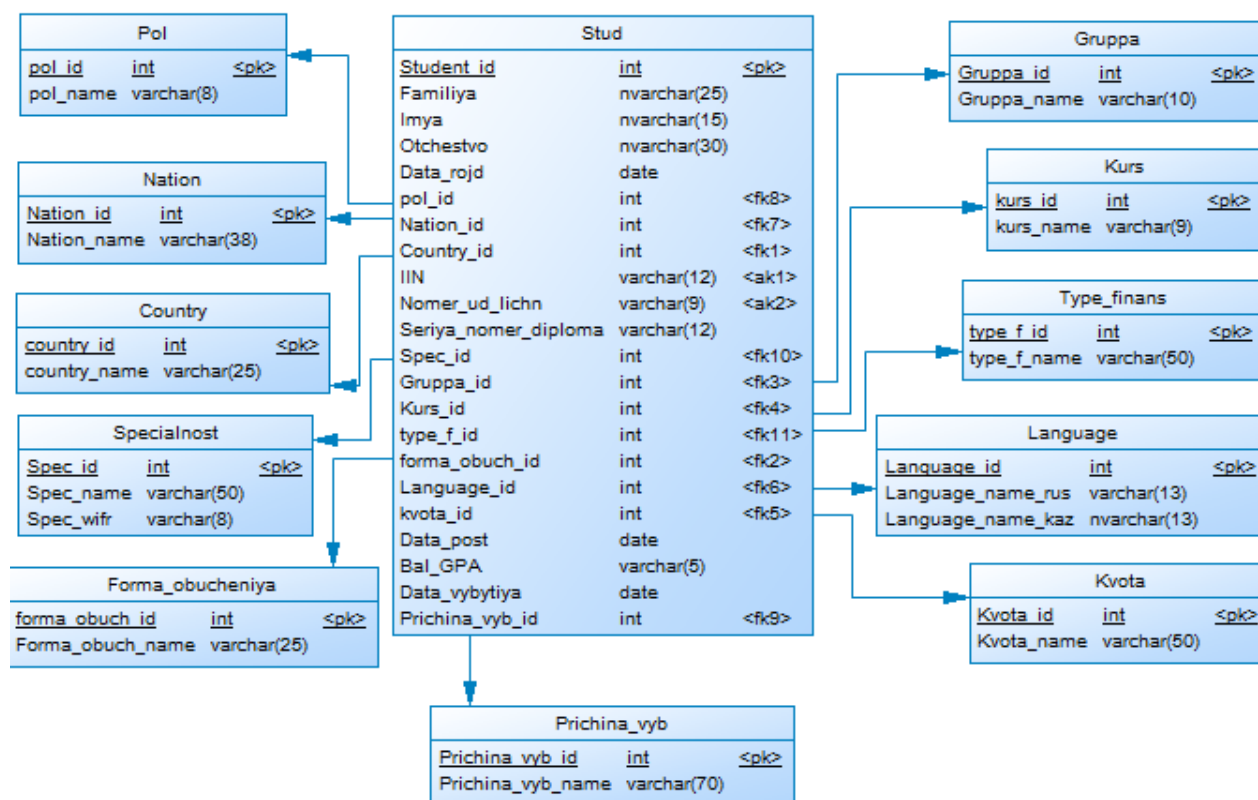 Pol
pol_id int <pk>
pol_name varchar(8)
Nation
Nation_id int <pk>
Nation_name varchar(38)
Country
country_id int <pk>
country_name varchar(25)
Specialnost
Spec_id int <pk>
Spec_name varchar(50)
Spec_wifr varchar(8)
Forma_obucheniya
forma_obuch_id int <pk>
Forma_obuch_name varchar(25)
Stud
Student_id int <pk>
Familiya nvarchar(25)
Imya nvarchar(15)
Otchestvo nvarchar(30)
Data_rojd date
pol_id int <fk8>
Nation_id int <fk7>
Country_id int <fk1>
IIN varchar(12) <ak1>
Nomer_ud_lichn varchar(9) <ak2>
Seriya_nomer_diploma varchar(12)
Spec_id int <fk10>
Gruppa_id int <fk3>
Kurs_id int <fk4>
type_f_id int <fk11>
forma_obuch_id int <fk2>
Language_id int <fk6>
kvota_id int <fk5>
Data_post date
Bal_GPA varchar(5)
Data_vybytiya date
Prichina_vyb_id int <fk9>
Prichina_vyb
Prichina_vyb_id int <pk>
Prichina_vyb_name varchar(70)
Gruppa
Gruppa_id int <pk>
Gruppa_name varchar(10)
Kurs
kurs_id int <pk>
kurs_name varchar(9)
Type_finans
type_f_id int <pk>
type_f_name varchar(50)
Language
Language_id int <pk>
Language_name_rus varchar(13)
Language_name_kaz nvarchar(13)
Kvota
Kvota_id int <pk>
Kvota_name varchar(50)